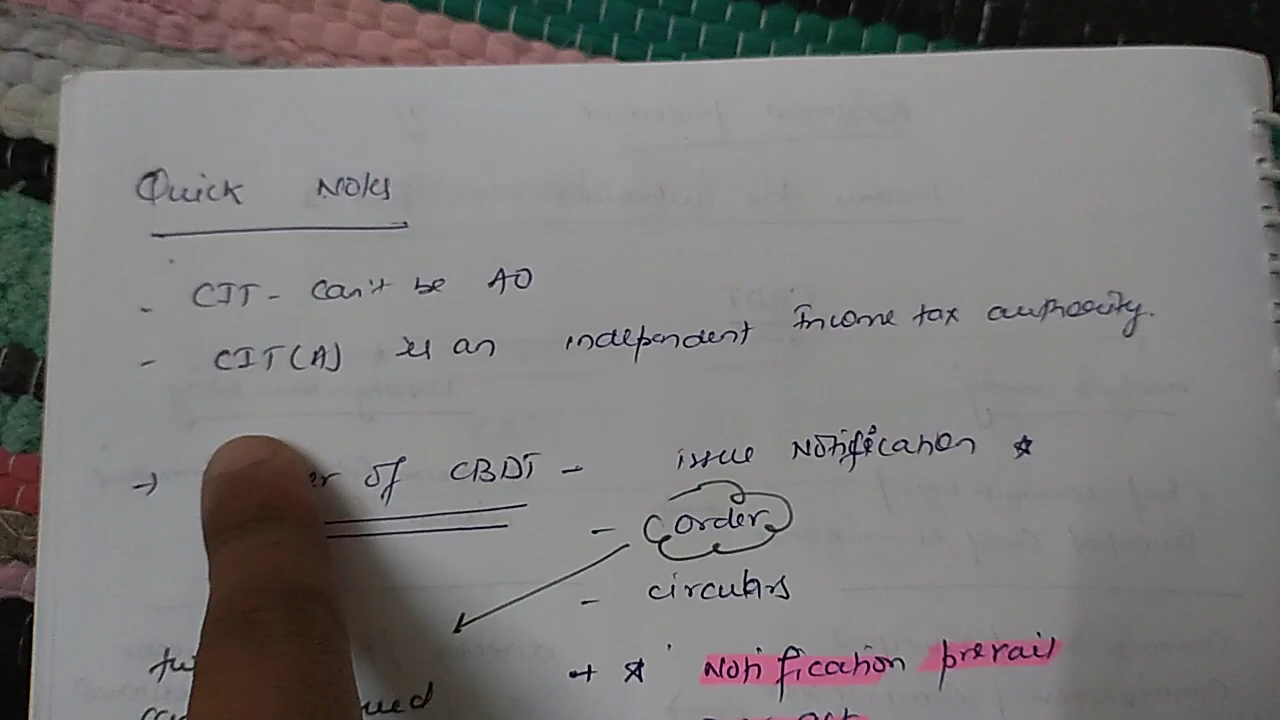 Quick Notes
- CIT - Can't be AO
- CIT(A) is an independent Income tax authority.
→ of CBDT - issue Notification ☆
- order
- circulars
→ ☆ Notification prevail